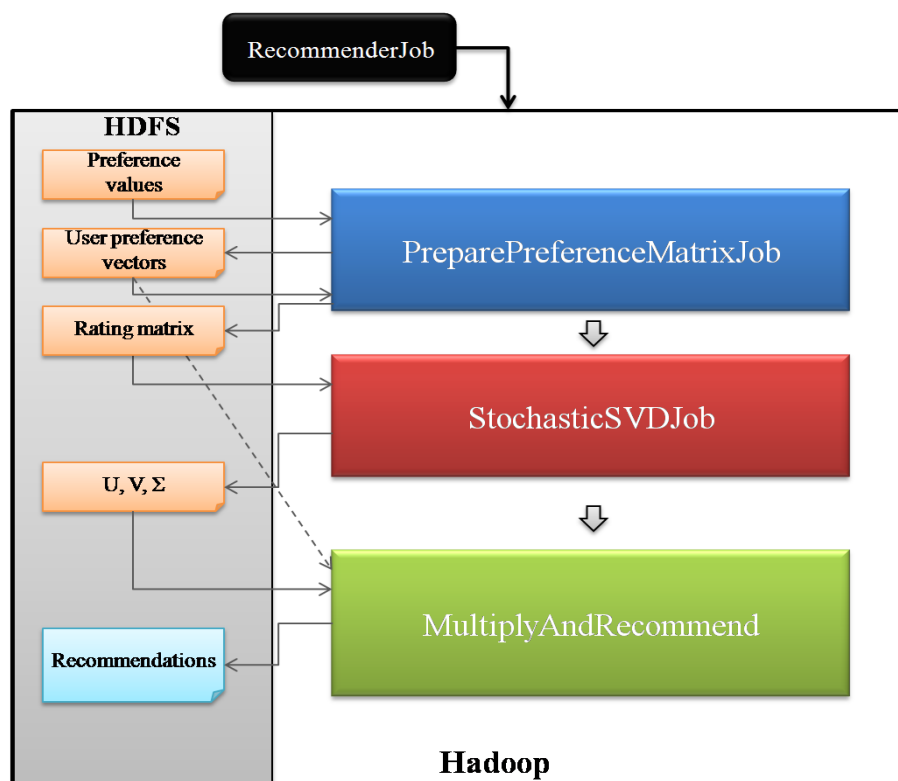 RecommenderJob
HDFS
Preference
values
User preference
vectors
Rating matrix
U, V, Σ
Recommendations
PreparePreferenceMatrixJob
StochasticSVDJob
MultiplyAndRecommend
Hadoop